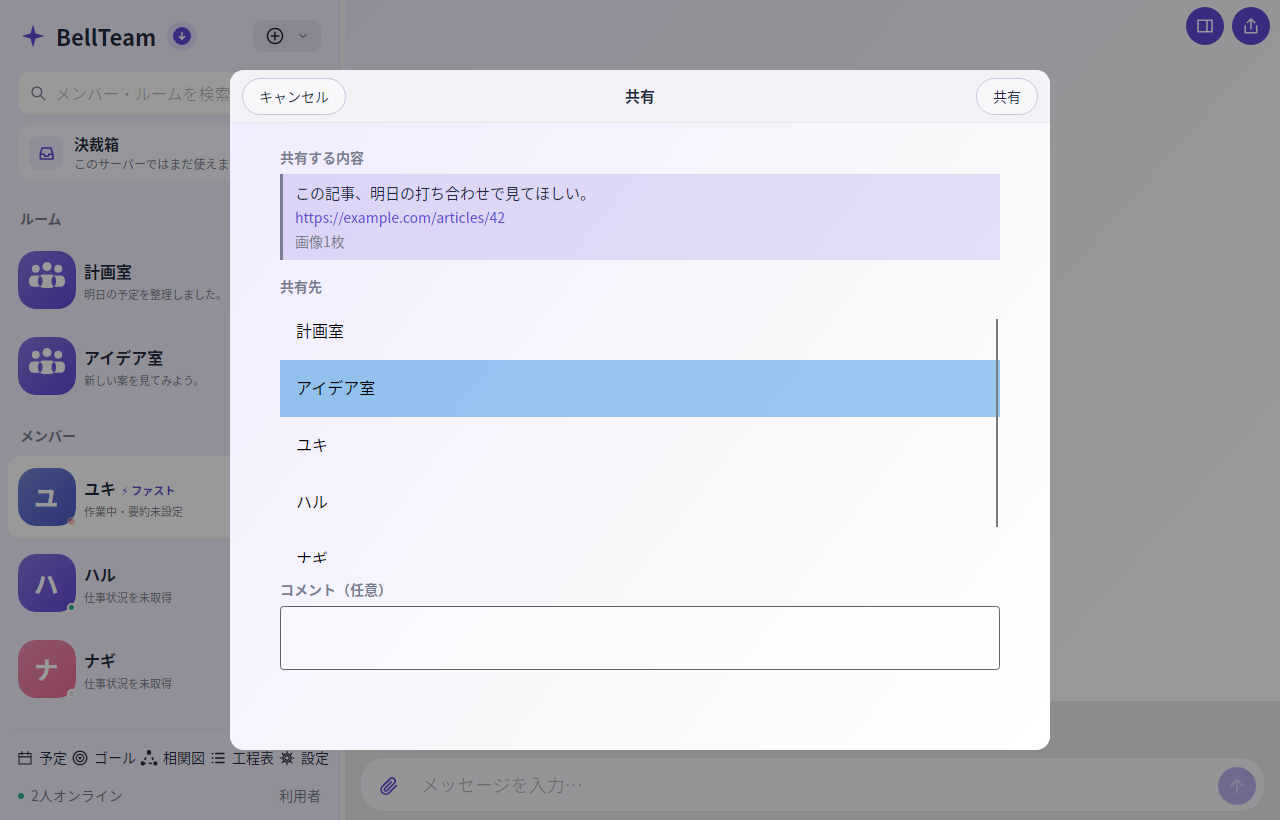 BellTeam
メンバー・ルームを検索
決裁箱
このサーバーではまだ使えま
ルーム
計画室
明日の予定を整理しました。
アイデア室
新しい案を見てみよう。
メンバー
ユ
ユキ ⚡ファスト
作業中・要約未設定
ハ
ハル
仕事状況を未取得
ナ
ナギ
仕事状況を未取得
予定 ゴール 相関図 工程表 設定
2人オンライン 利用者
キャンセル 共有 共有
共有する内容
この記事、明日の打ち合わせで見てほしい。
https://example.com/articles/42
画像1枚
共有先
計画室
アイデア室
ユキ
ハル
ナギ
コメント（任意）
メッセージを入力…